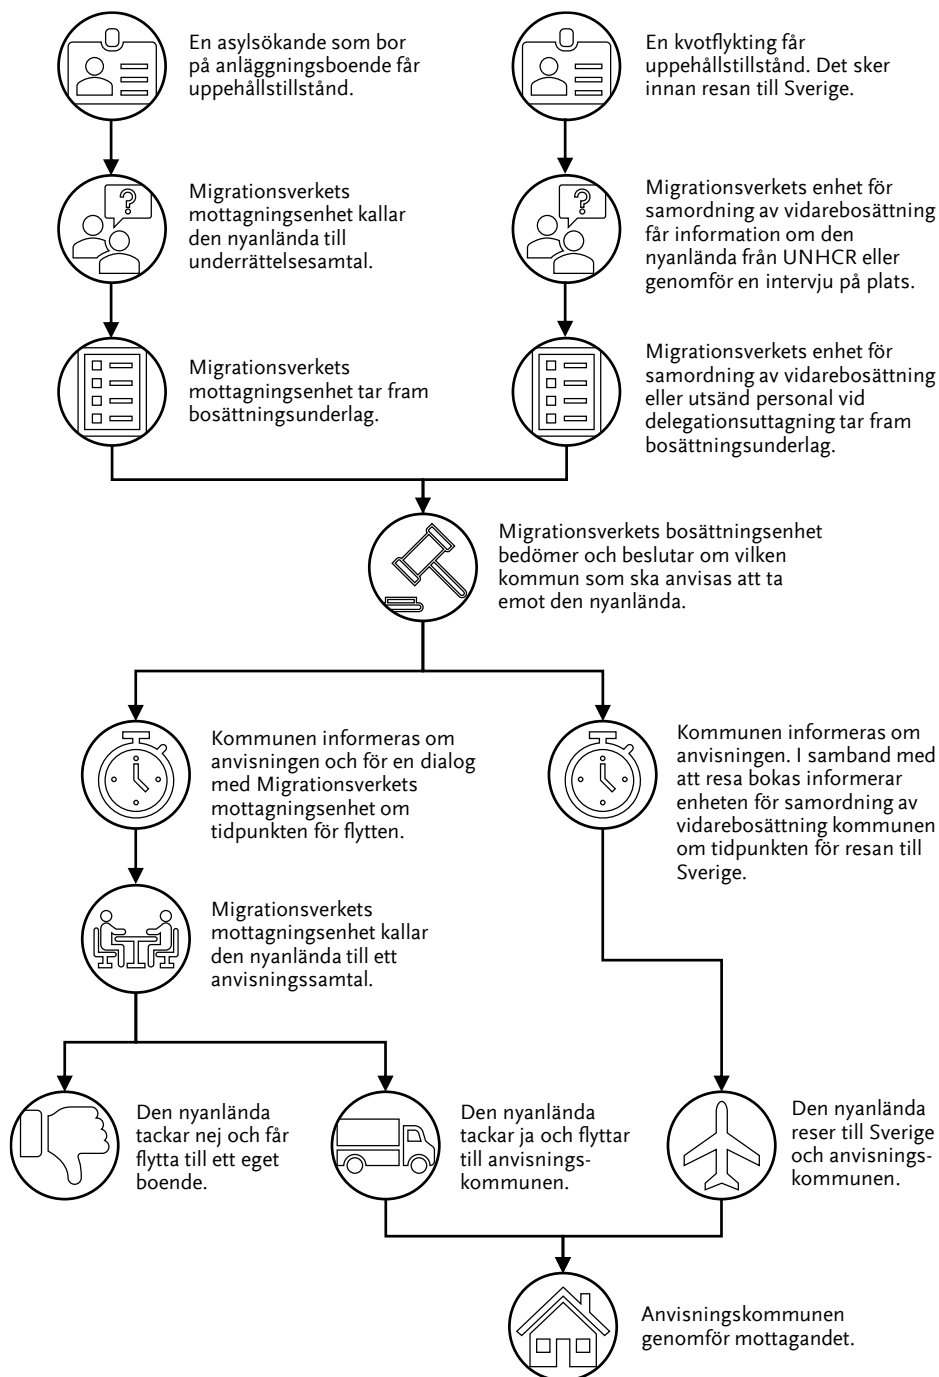 En asylsökande som bor
på anläggningsboende får
uppehållstillstånd.
En kvotflykting får
uppehållstillstånd. Det sker
innan resan till Sverige.
?
Migrationsverkets
mottagningsenhet kallar
den nyanlända till
underrättelsesamtal.
?
Migrationsverkets enhet för
samordning av vidarebosättning
får information om den
nyanlända från UNHCR eller
genomför en intervju på plats.
Migrationsverkets
mottagningsenhet tar fram
bosättningsunderlag.
Migrationsverkets enhet för
samordning av vidarebosättning
eller utsänd personal vid
delegationsuttagning tar fram
bosättningsunderlag.
Migrationsverkets bosättningsenhet
bedömer och beslutar om vilken
kommun som ska anvisas att ta
emot den nyanlända.
Kommunen informeras om
anvisningen och för en dialog
med Migrationsverkets
mottagningsenhet om
tidpunkten för flytten.
Kommunen informeras om
anvisningen. I samband med
att resa bokas informerar
enheten för samordning av
vidarebosättning kommunen
om tidpunkten för resan till
Sverige.
Migrationsverkets
mottagningsenhet kallar
den nyanlända till ett
anvisningssamtal.
Den nyanlända
tackar nej och får
flytta till ett eget
boende.
Den nyanlända
tackar ja och flyttar
till anvisnings-
kommunen.
Den nyanlända
reser till Sverige
och anvisnings-
kommunen.
Anvisningskommunen
genomför mottagandet.